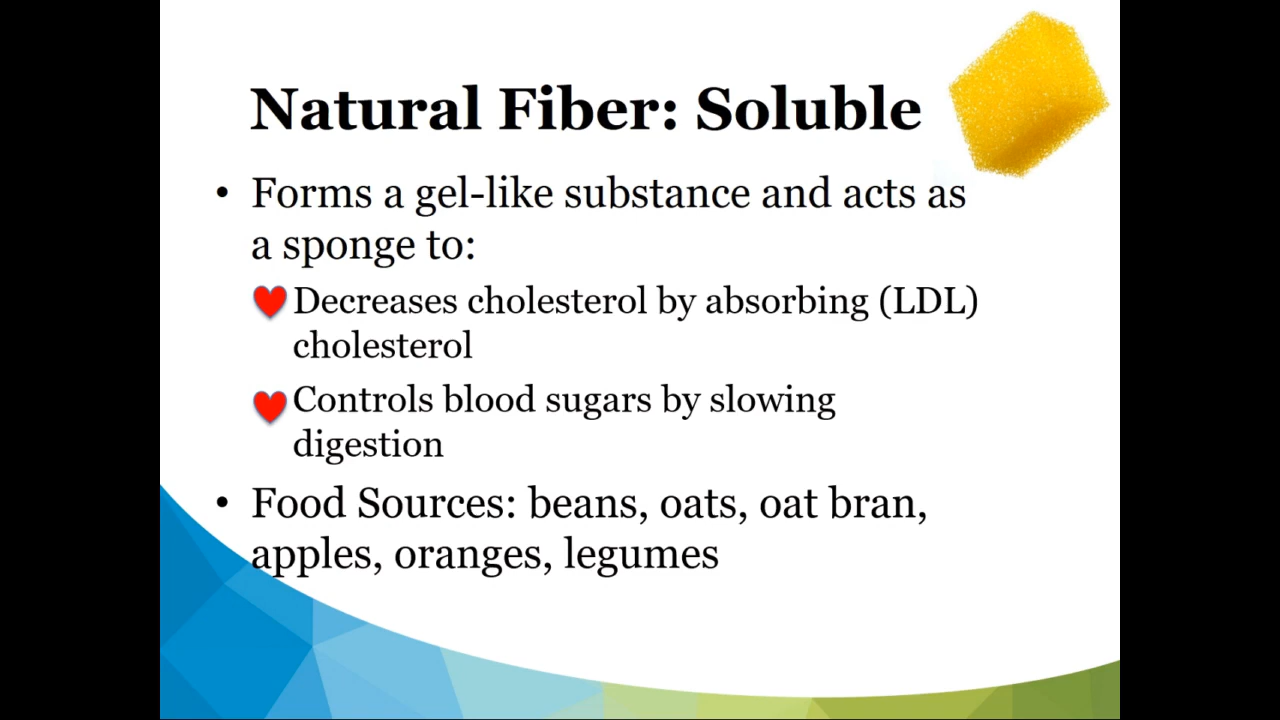 Natural Fiber: Soluble
• Forms a gel-like substance and acts as
a sponge to:
Decreases cholesterol by absorbing (LDL)
cholesterol
Controls blood sugars by slowing
digestion
• Food Sources: beans, oats, oat bran,
apples, oranges, legumes